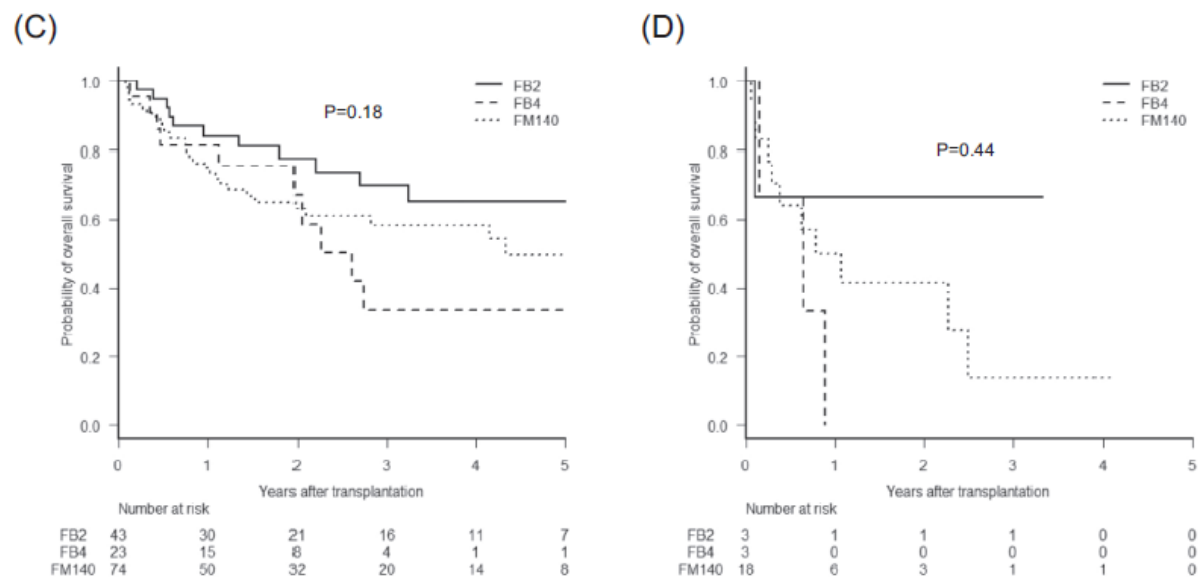 (C)
P=0.18
FB2
FB4
FM140
1.0
0.8
0.6
0.4
0.2
0.0
Probability of overall survival
0 1 2 3 4 5
Years after transplantation
Number at risk
FB2 43 30 21 16 11 7
FB4 23 15 8 4 1 1
FM140 74 50 32 20 14 8
(D)
P=0.44
FB2
FB4
FM140
1.0
0.8
0.6
0.4
0.2
0.0
Probability of overall survival
0 1 2 3 4 5
Years after transplantation
Number at risk
FB2 3 1 1 1 0 0
FB4 3 0 0 0 0 0
FM140 18 6 3 1 1 0